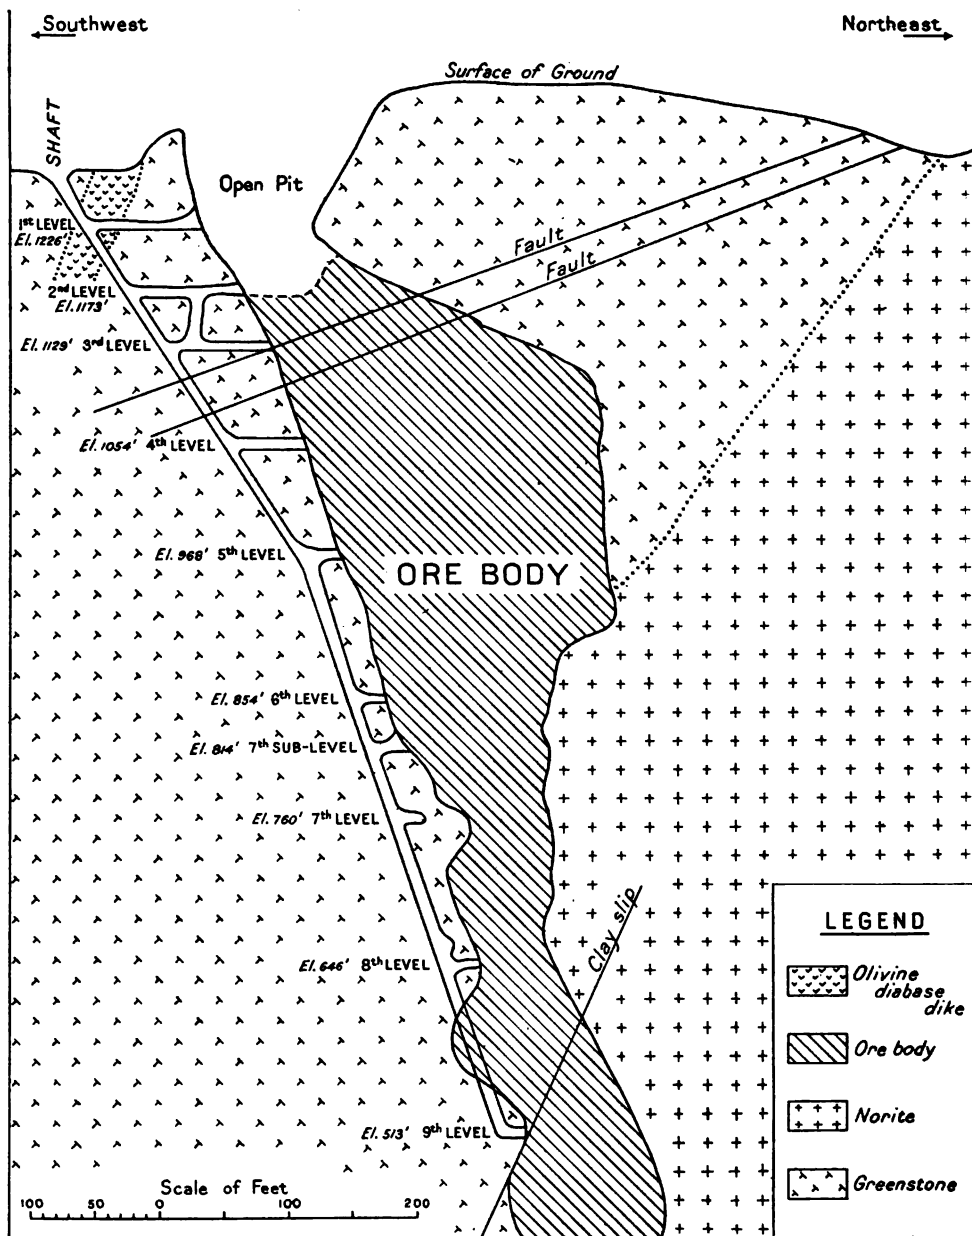 Southwest
Northeast
Surface of Ground
SHAFT
Open Pit
1st LEVEL
El. 1226'
Fault
Fault
2nd LEVEL
El. 1173'
El. 1129' 3rd LEVEL
El. 1054' 4th LEVEL
El. 968' 5th LEVEL
ORE BODY
El. 854' 6th LEVEL
El. 814' 7th SUB-LEVEL
El. 760' 7th LEVEL
Clay slip
El. 646' 8th LEVEL
El. 513' 9th LEVEL
LEGEND
Olivine
diabase
dike
Ore body
Norite
Greenstone
Scale of Feet
100 50 0 100 200